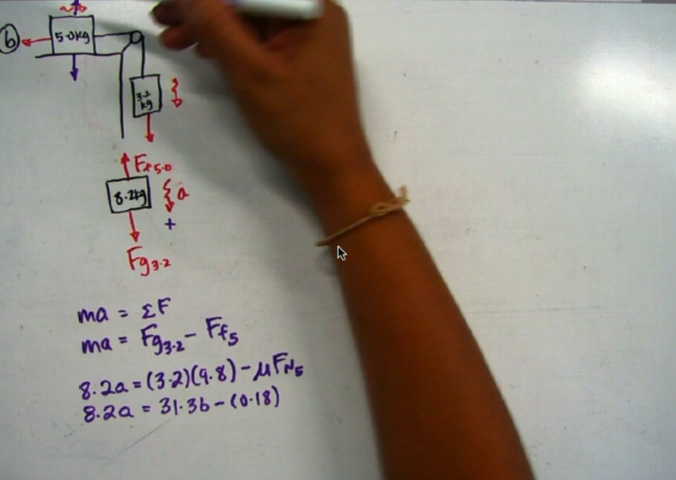 6
5.0kg
3.2
kg
Ff5.0
8.2kg
a
+
Fg3.2
ma = ΣF
ma = Fg3.2 - Ff5
8.2a = (3.2)(9.8) - μFN5
8.2a = 31.36 - (0.18)